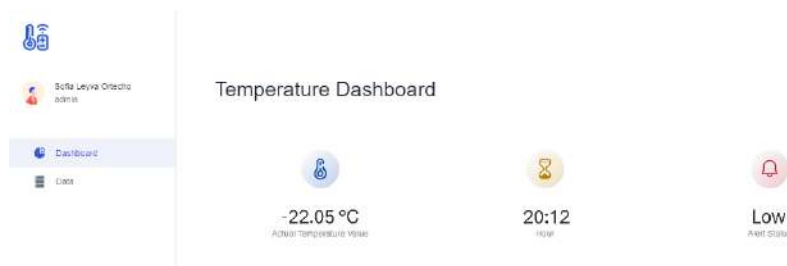 Sofia Leyva Ortecho
admin
Temperature Dashboard
Dashboard
Data
-22.05 ºC
Actual Temperature Value
20:12
Hour
Low
Alert Status